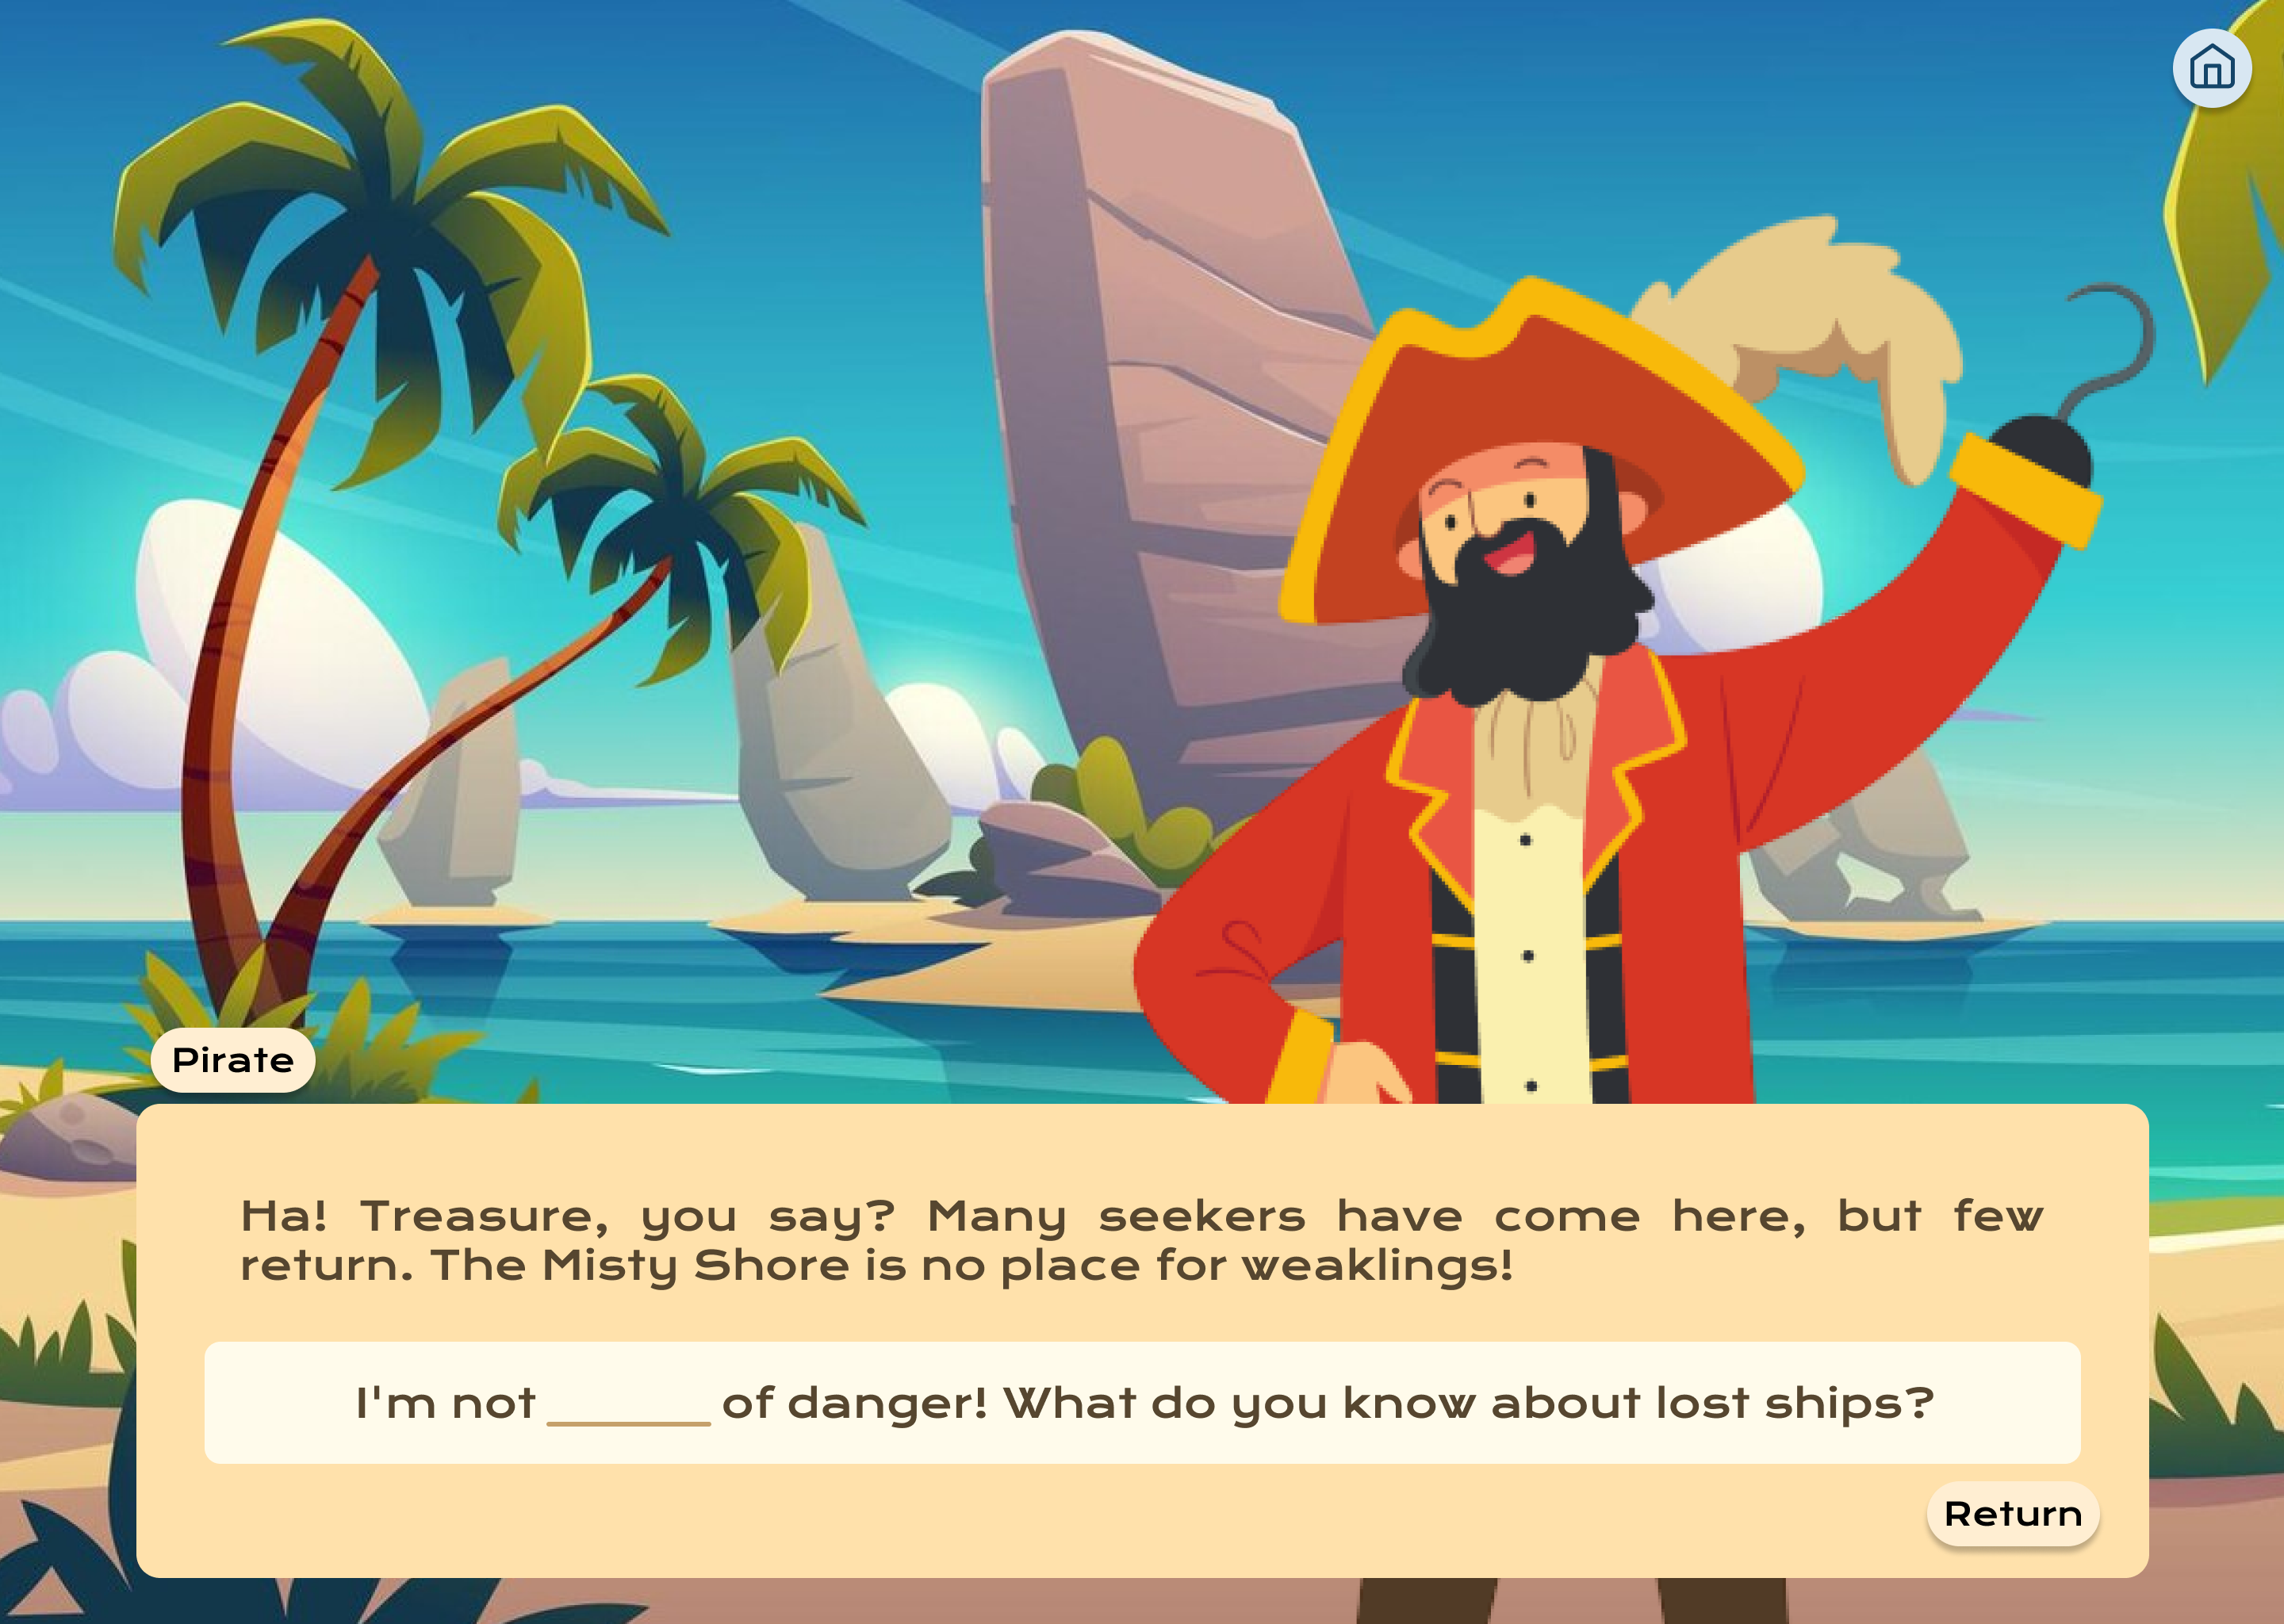 Pirate
Ha! Treasure, you say? Many seekers have come here, but few
return. The Misty Shore is no place for weaklings!
I'm not ______ of danger! What do you know about lost ships?
Return